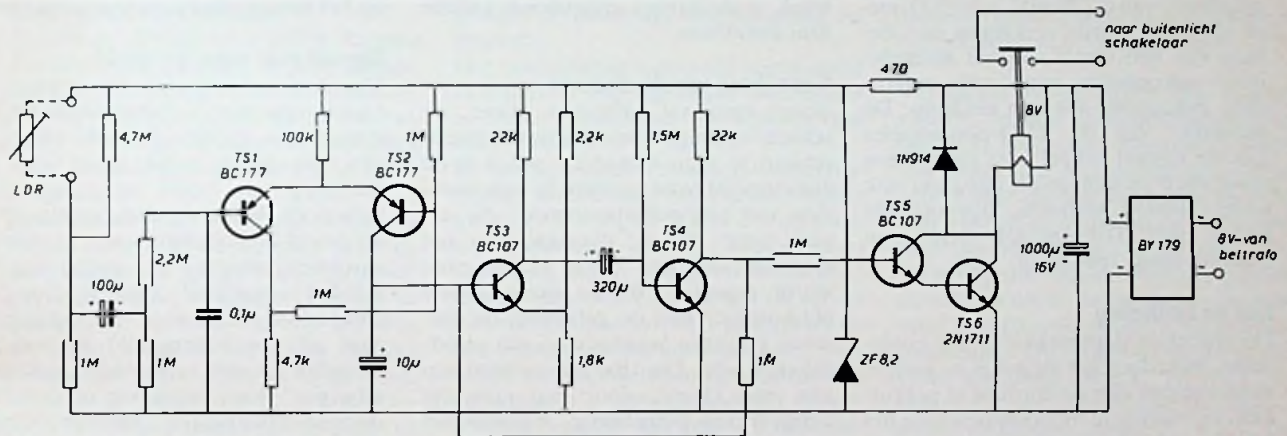 naar buitenlicht
schakelaar
470
8V
LDR
4,7M
100k
1M
22k
2,2k
1,5M
22k
1N914
TS1
BC177
TS2
BC177
TS3
BC107
TS4
BC107
TS5
BC107
TS6
2N1711
2,2M
100µ
1M
1M
0,1µ
1M
4.7k
10µ
320µ
1,8k
1M
1M
ZF8,2
1000µ
16V
BY179
8V~van
beltrafo